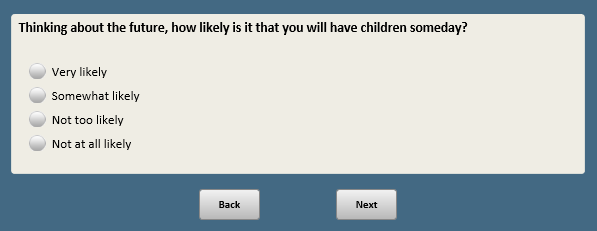 Thinking about the future, how likely is it that you will have children someday?
Very likely
Somewhat likely
Not too likely
Not at all likely
Back Next